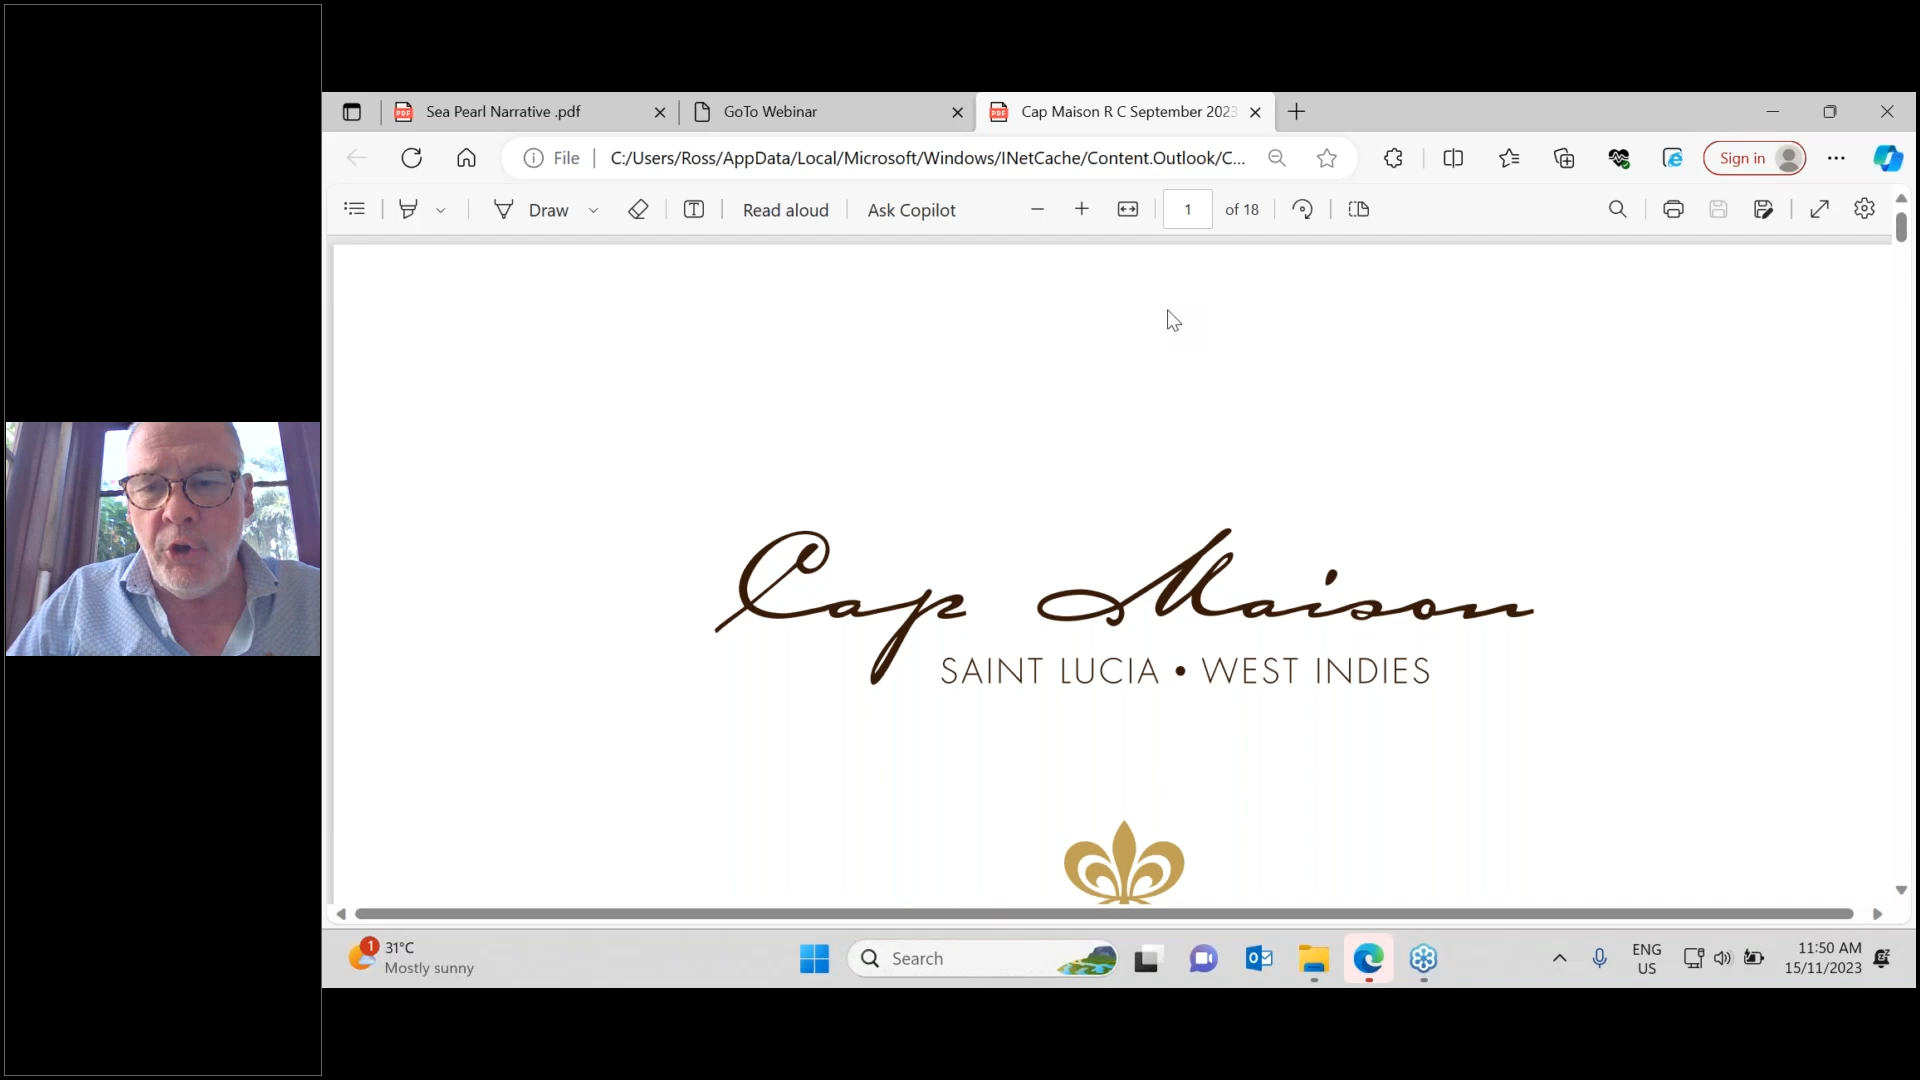 Sea Pearl Narrative .pdf
GoTo Webinar
Cap Maison R C September 2023
File
C:/Users/Ross/AppData/Local/Microsoft/Windows/INetCache/Content.Outlook/C...
Sign in
Draw
Read aloud
Ask Copilot
1
of 18
Cap Maison
SAINT LUCIA • WEST INDIES
1
31°C
Mostly sunny
Search
ENG
US
11:50 AM
15/11/2023